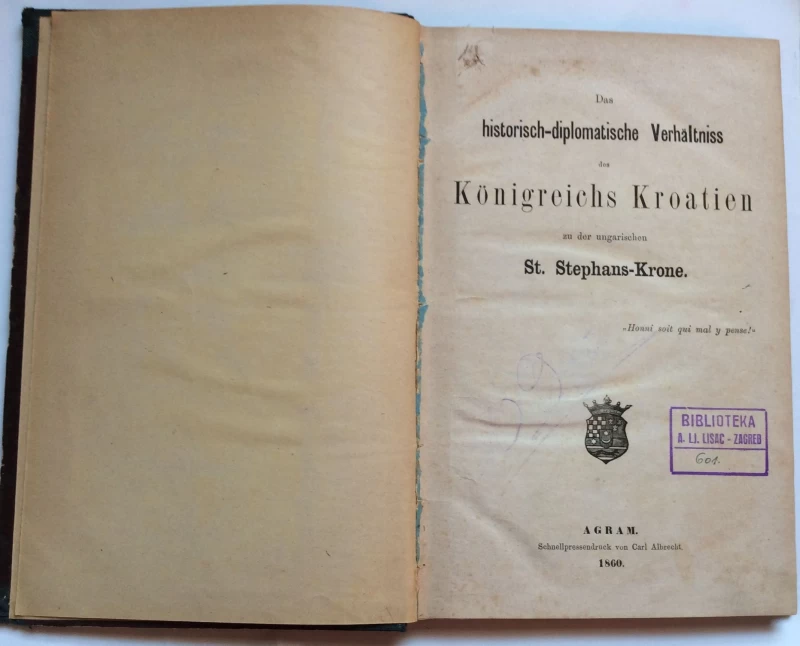 Das
historisch-diplomatische Verhältniss
des
Königreichs Kroatien
zu der ungarischen
St. Stephans-Krone.
„Honni soit qui mal y pense!“
BIBLIOTEKA
A. LJ. LISAC - ZAGREB
601.
AGRAM.
Schnellpressendruck von Carl Albrecht.
1860.